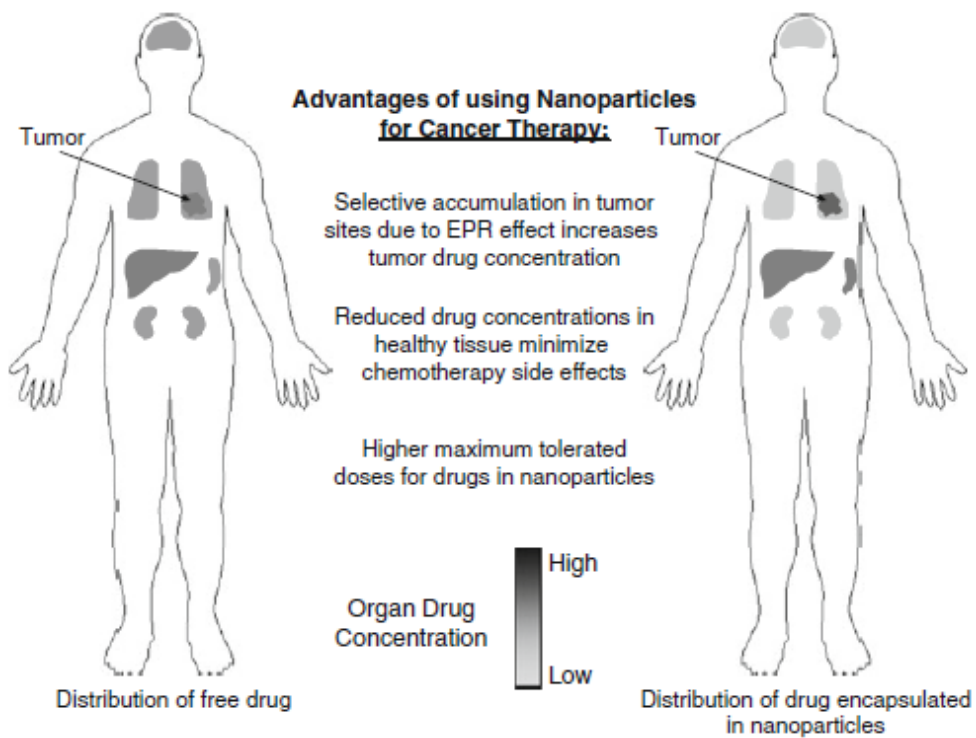 Advantages of using Nanoparticles
for Cancer Therapy:
Tumor
Tumor
Selective accumulation in tumor
sites due to EPR effect increases
tumor drug concentration
Reduced drug concentrations in
healthy tissue minimize
chemotherapy side effects
Higher maximum tolerated
doses for drugs in nanoparticles
High
Organ Drug
Concentration
Low
Distribution of free drug
Distribution of drug encapsulated
in nanoparticles